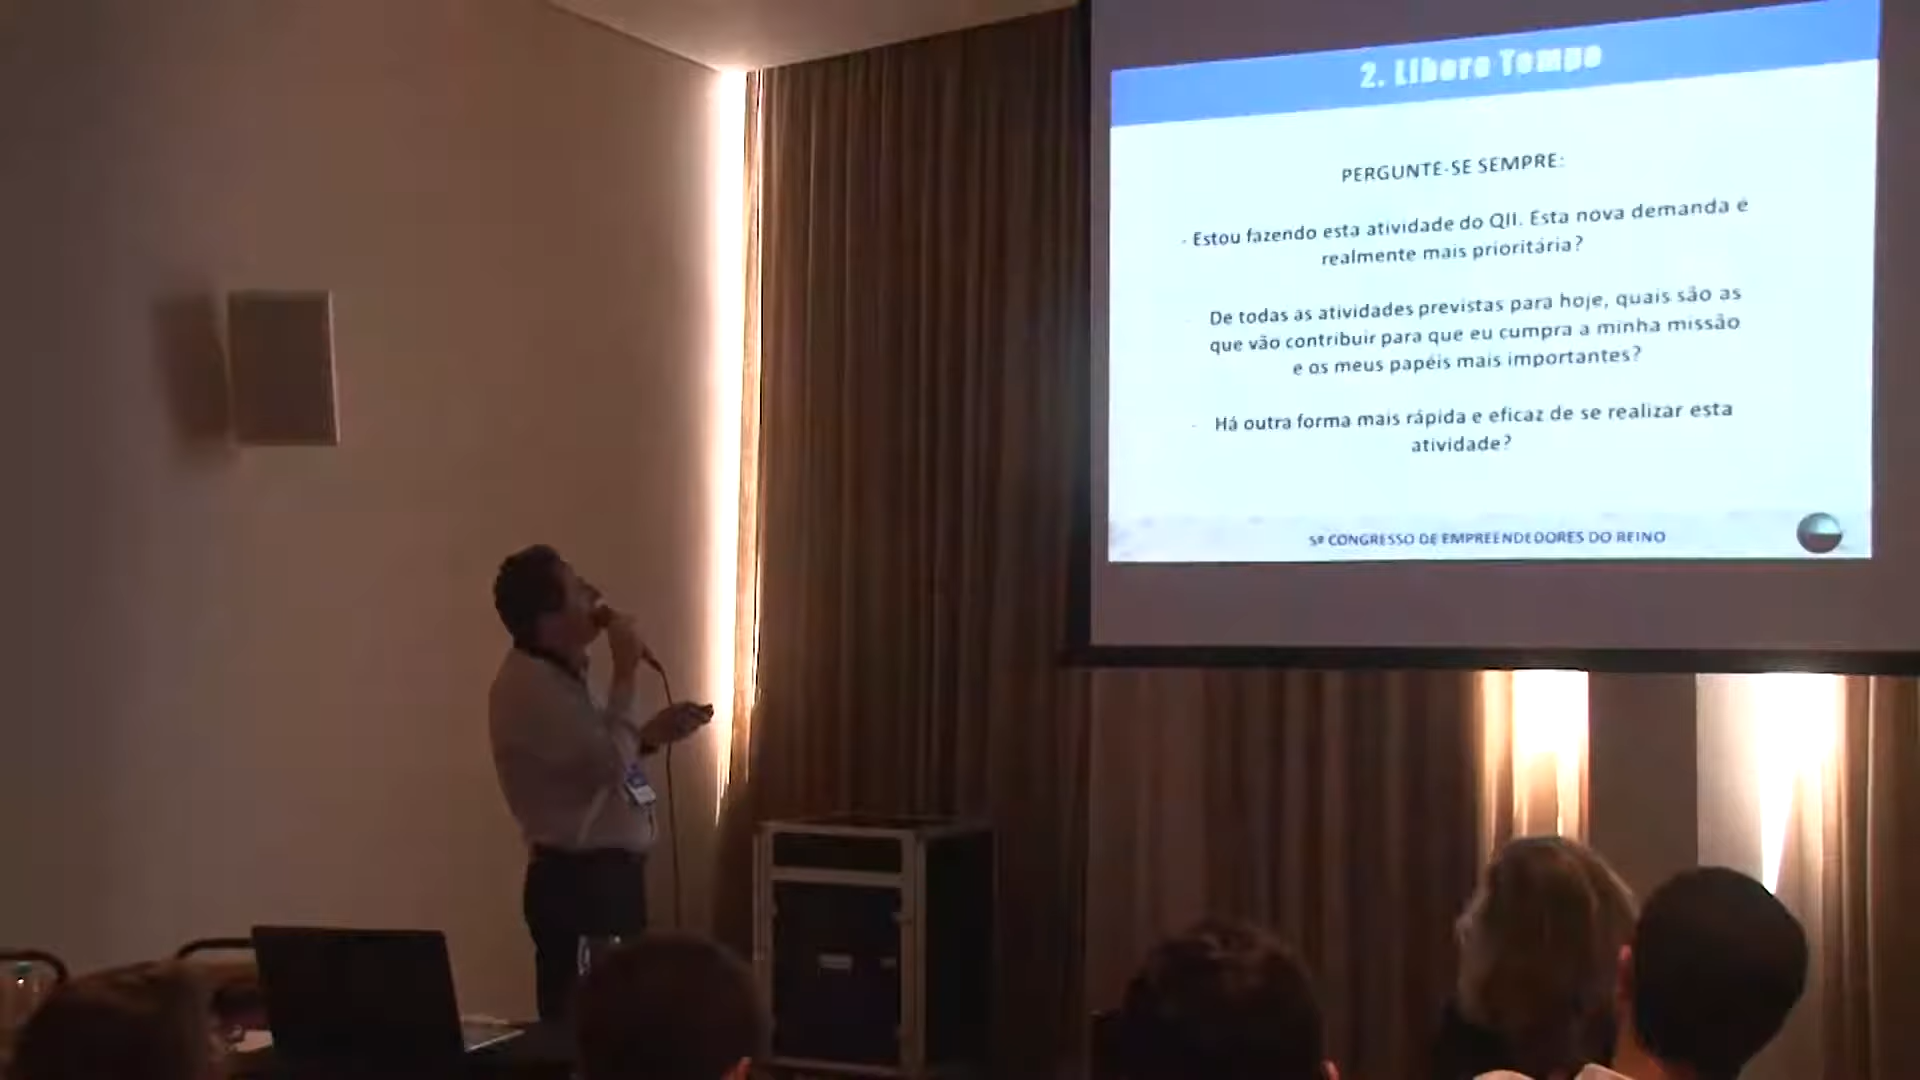 2. Libere Tempo
PERGUNTE-SE SEMPRE:
- Estou fazendo esta atividade do QII. Esta nova demanda é
realmente mais prioritária?
- De todas as atividades previstas para hoje, quais são as
que vão contribuir para que eu cumpra a minha missão
e os meus papéis mais importantes?
- Há outra forma mais rápida e eficaz de se realizar esta
atividade?
5º CONGRESSO DE EMPREENDEDORES DO REINO